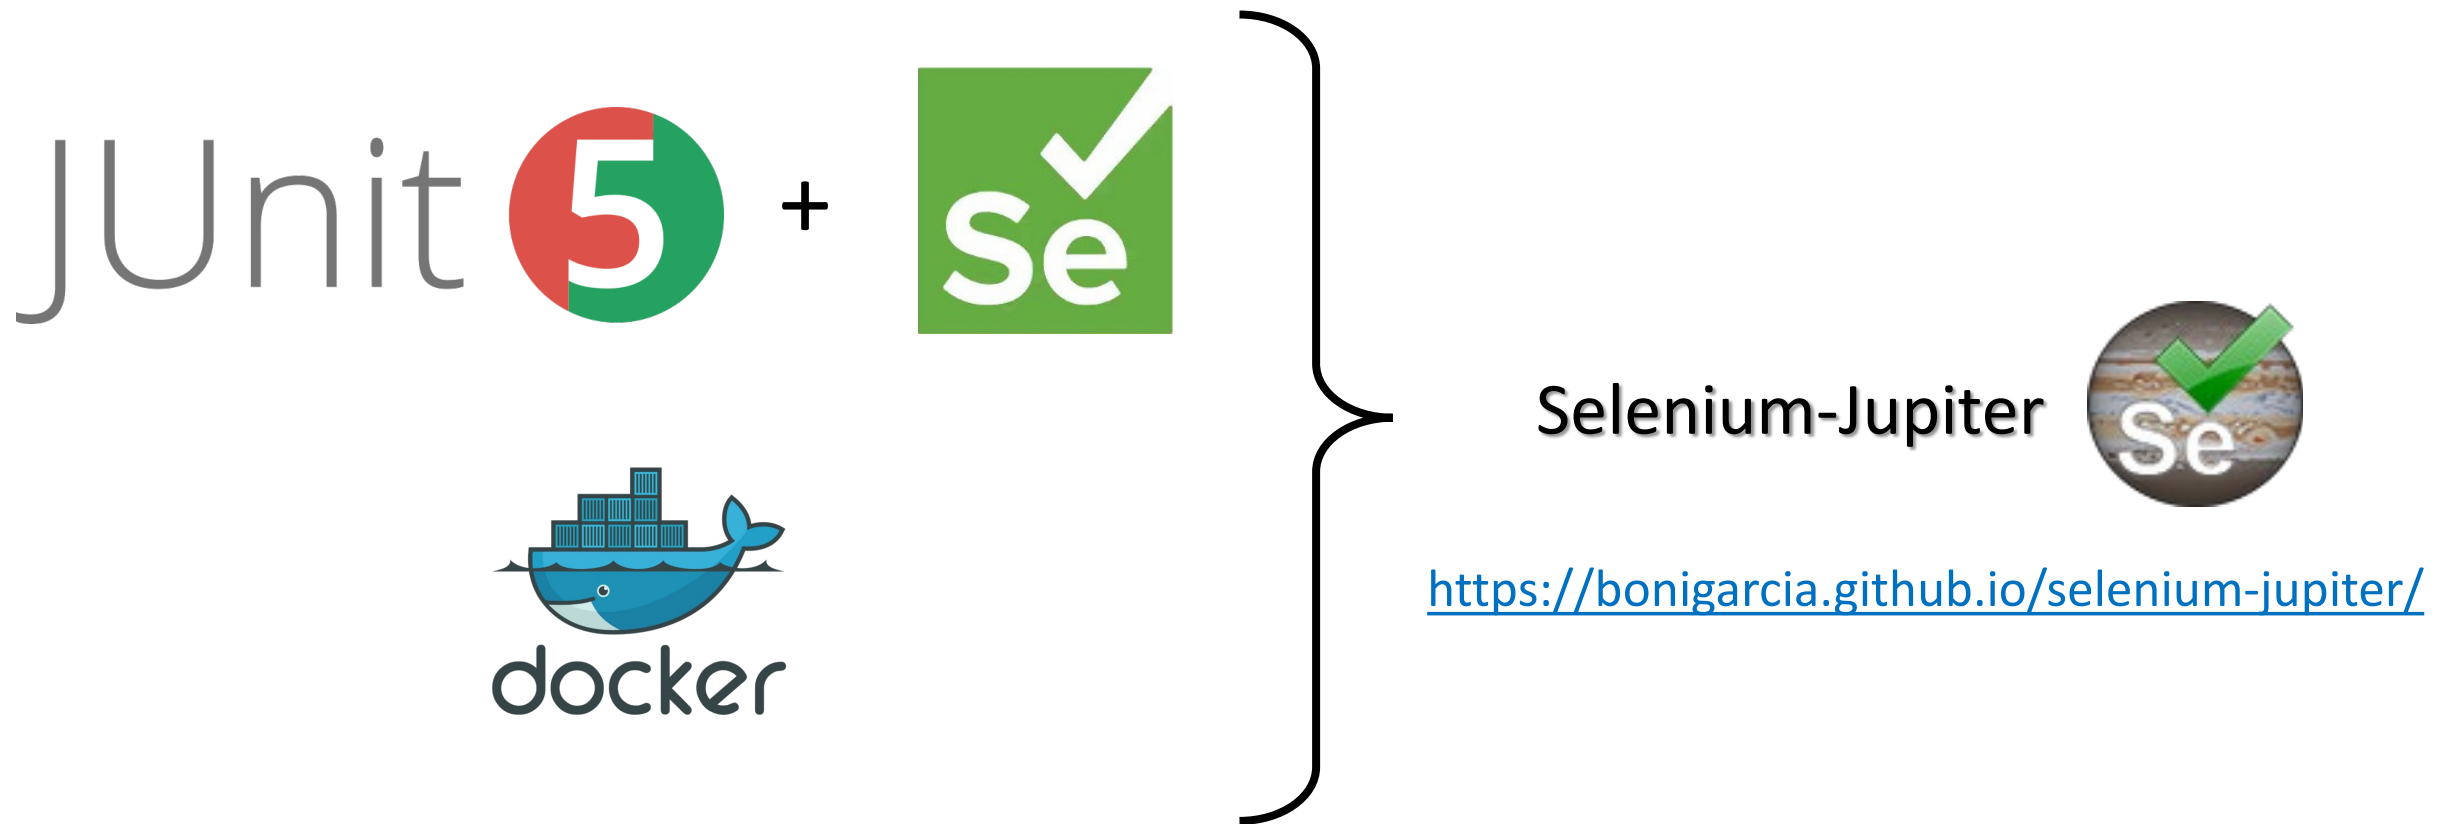 JUnit 5 + Se
docker
Selenium-Jupiter Se
https://bonigarcia.github.io/selenium-jupiter/